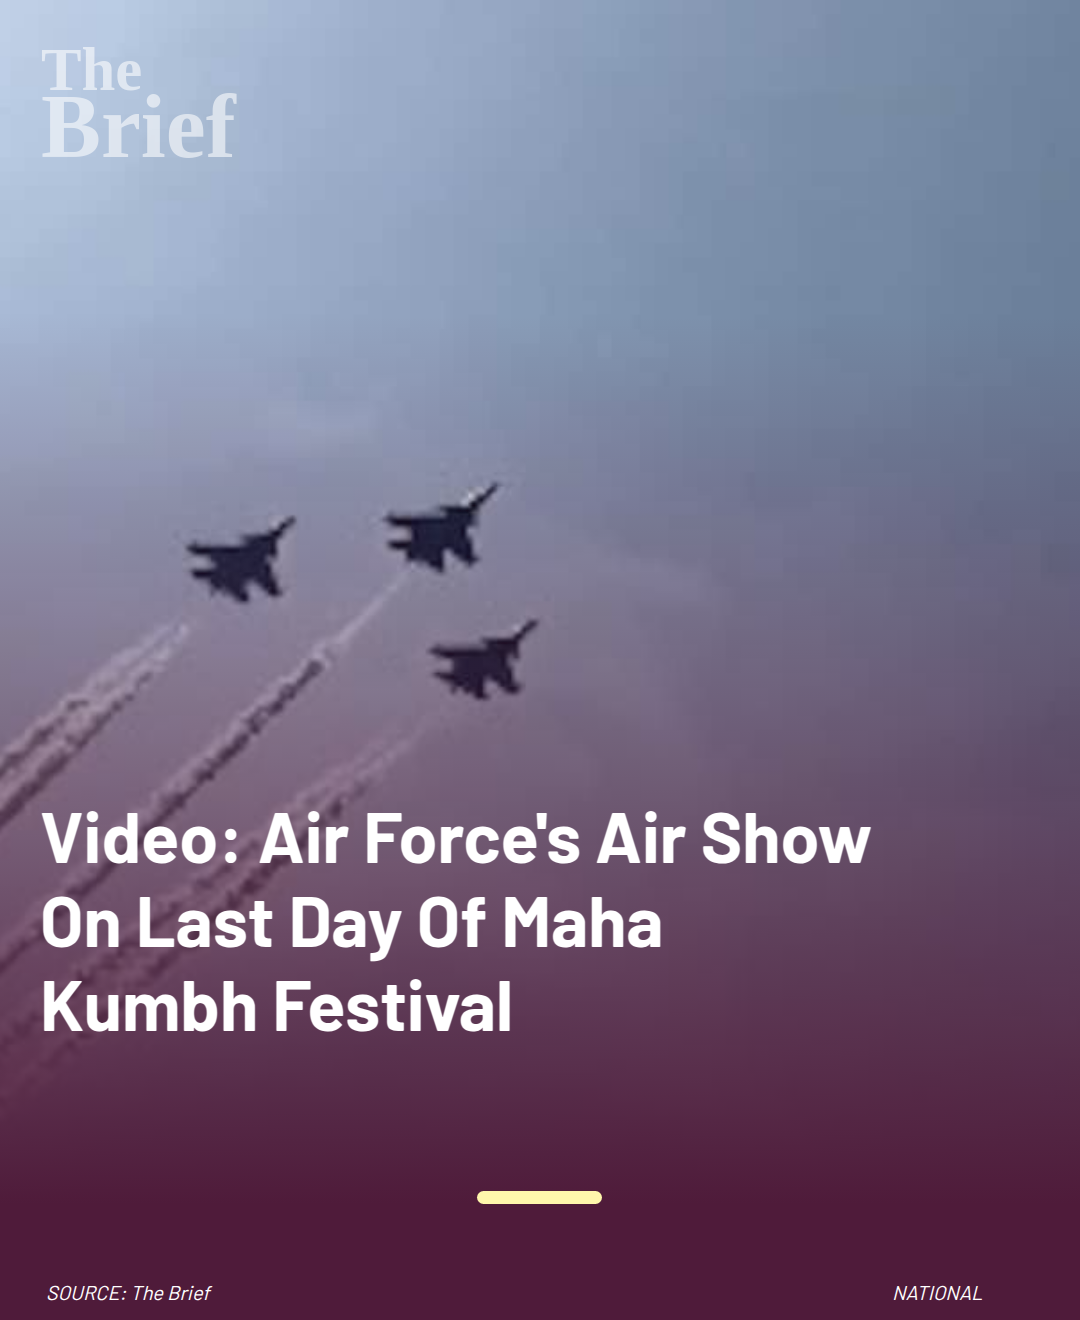 The
Brief
Video: Air Force's Air Show
On Last Day Of Maha
Kumbh Festival
SOURCE: The Brief
NATIONAL